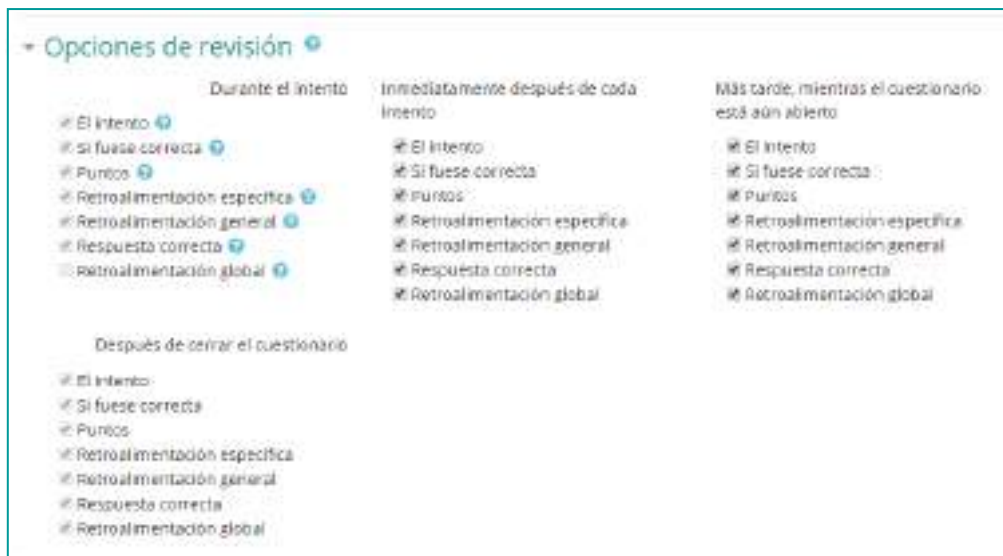 Opciones de revisión
Durante el intento
El intento
Si fuese correcta
Puntos
Retroalimentación específica
Retroalimentación general
Respuesta correcta
Retroalimentación global
Inmediatamente después de cada
intento
El intento
Si fuese correcta
Puntos
Retroalimentación específica
Retroalimentación general
Respuesta correcta
Retroalimentación global
Más tarde, mientras el cuestionario
está aún abierto
El intento
Si fuese correcta
Puntos
Retroalimentación específica
Retroalimentación general
Respuesta correcta
Retroalimentación global
Después de cerrar el cuestionario
El intento
Si fuese correcta
Puntos
Retroalimentación específica
Retroalimentación general
Respuesta correcta
Retroalimentación global